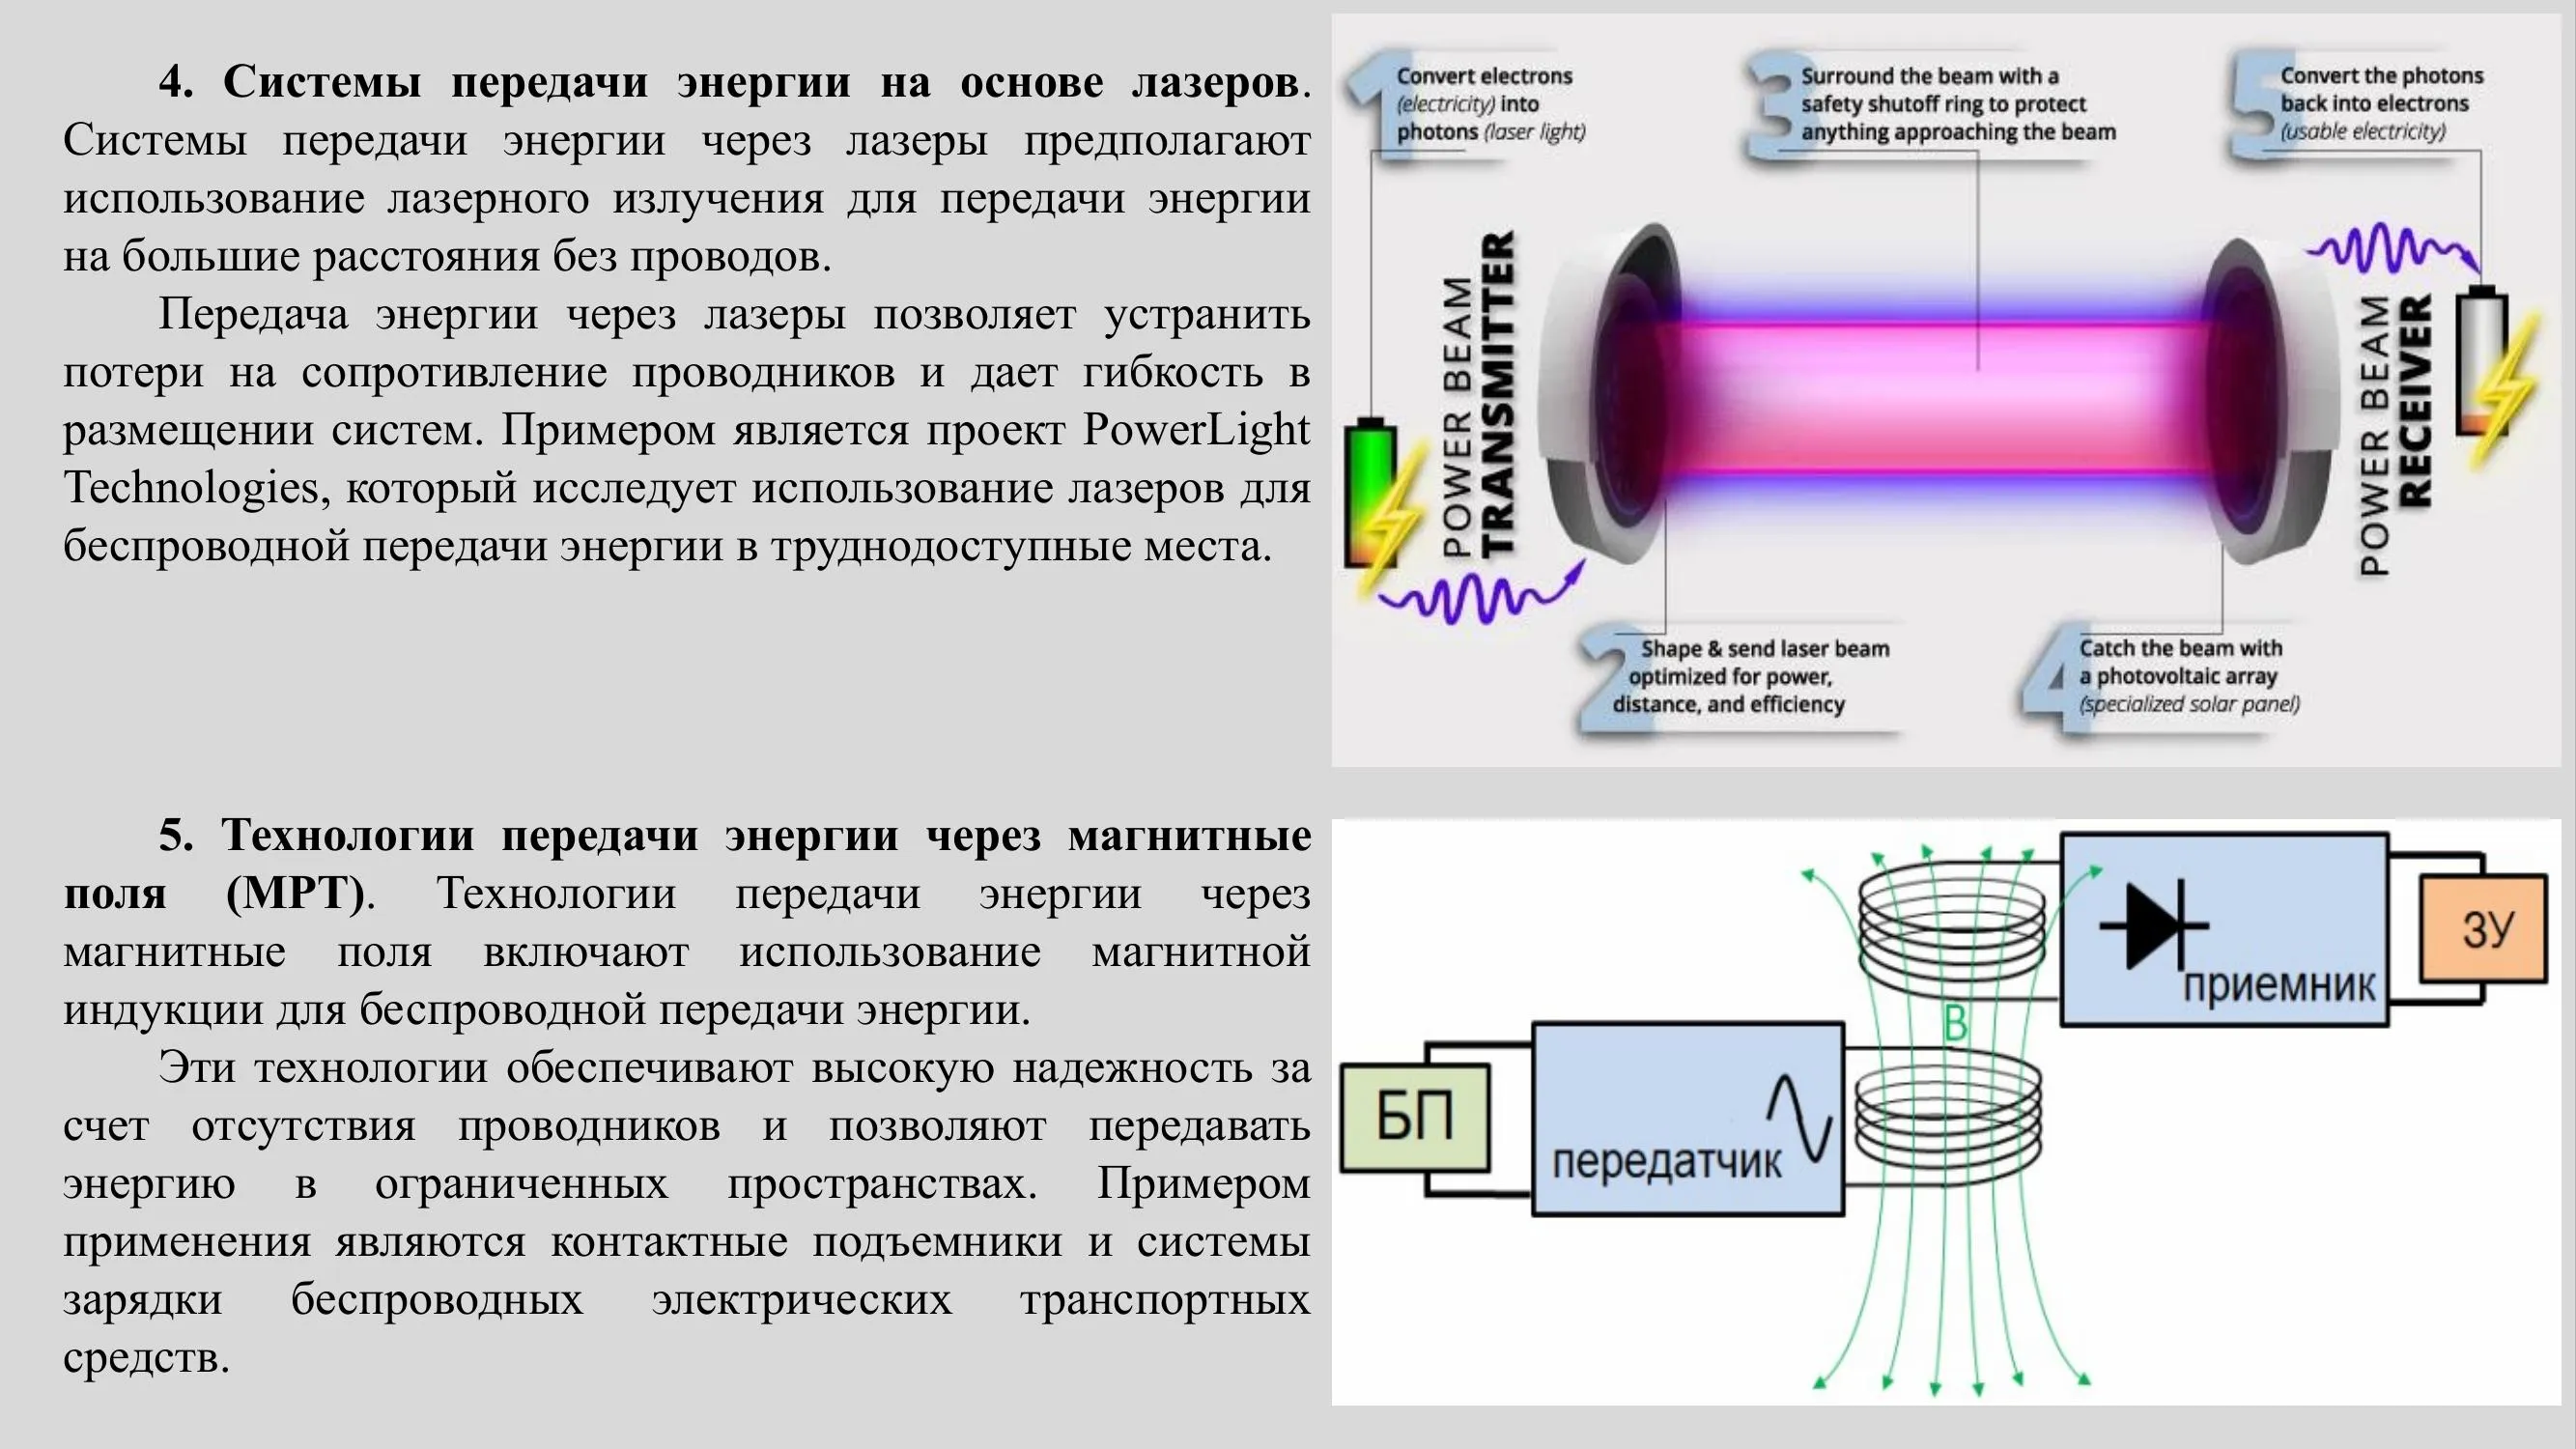 4. Системы передачи энергии на основе лазеров.
Системы передачи энергии через лазеры предполагают
использование лазерного излучения для передачи энергии
на большие расстояния без проводов.
Передача энергии через лазеры позволяет устранить
потери на сопротивление проводников и дает гибкость в
размещении систем. Примером является проект PowerLight
Technologies, который исследует использование лазеров для
беспроводной передачи энергии в труднодоступные места.
1
Convert electrons
(electricity) into
photons (laser light)
3
Surround the beam with a
safety shutoff ring to protect
anything approaching the beam
5
Convert the photons
back into electrons
(usable electricity)
POWER BEAM
TRANSMITTER
POWER BEAM
RECEIVER
2
Shape & send laser beam
optimized for power,
distance, and efficiency
4
Catch the beam with
a photovoltaic array
(specialized solar panel)
5. Технологии передачи энергии через магнитные
поля (МРТ). Технологии передачи энергии через
магнитные поля включают использование магнитной
индукции для беспроводной передачи энергии.
Эти технологии обеспечивают высокую надежность за
счет отсутствия проводников и позволяют передавать
энергию в ограниченных пространствах. Примером
применения являются контактные подъемники и системы
зарядки беспроводных электрических транспортных
средств.
БП
передатчик
B
приемник
ЗУ